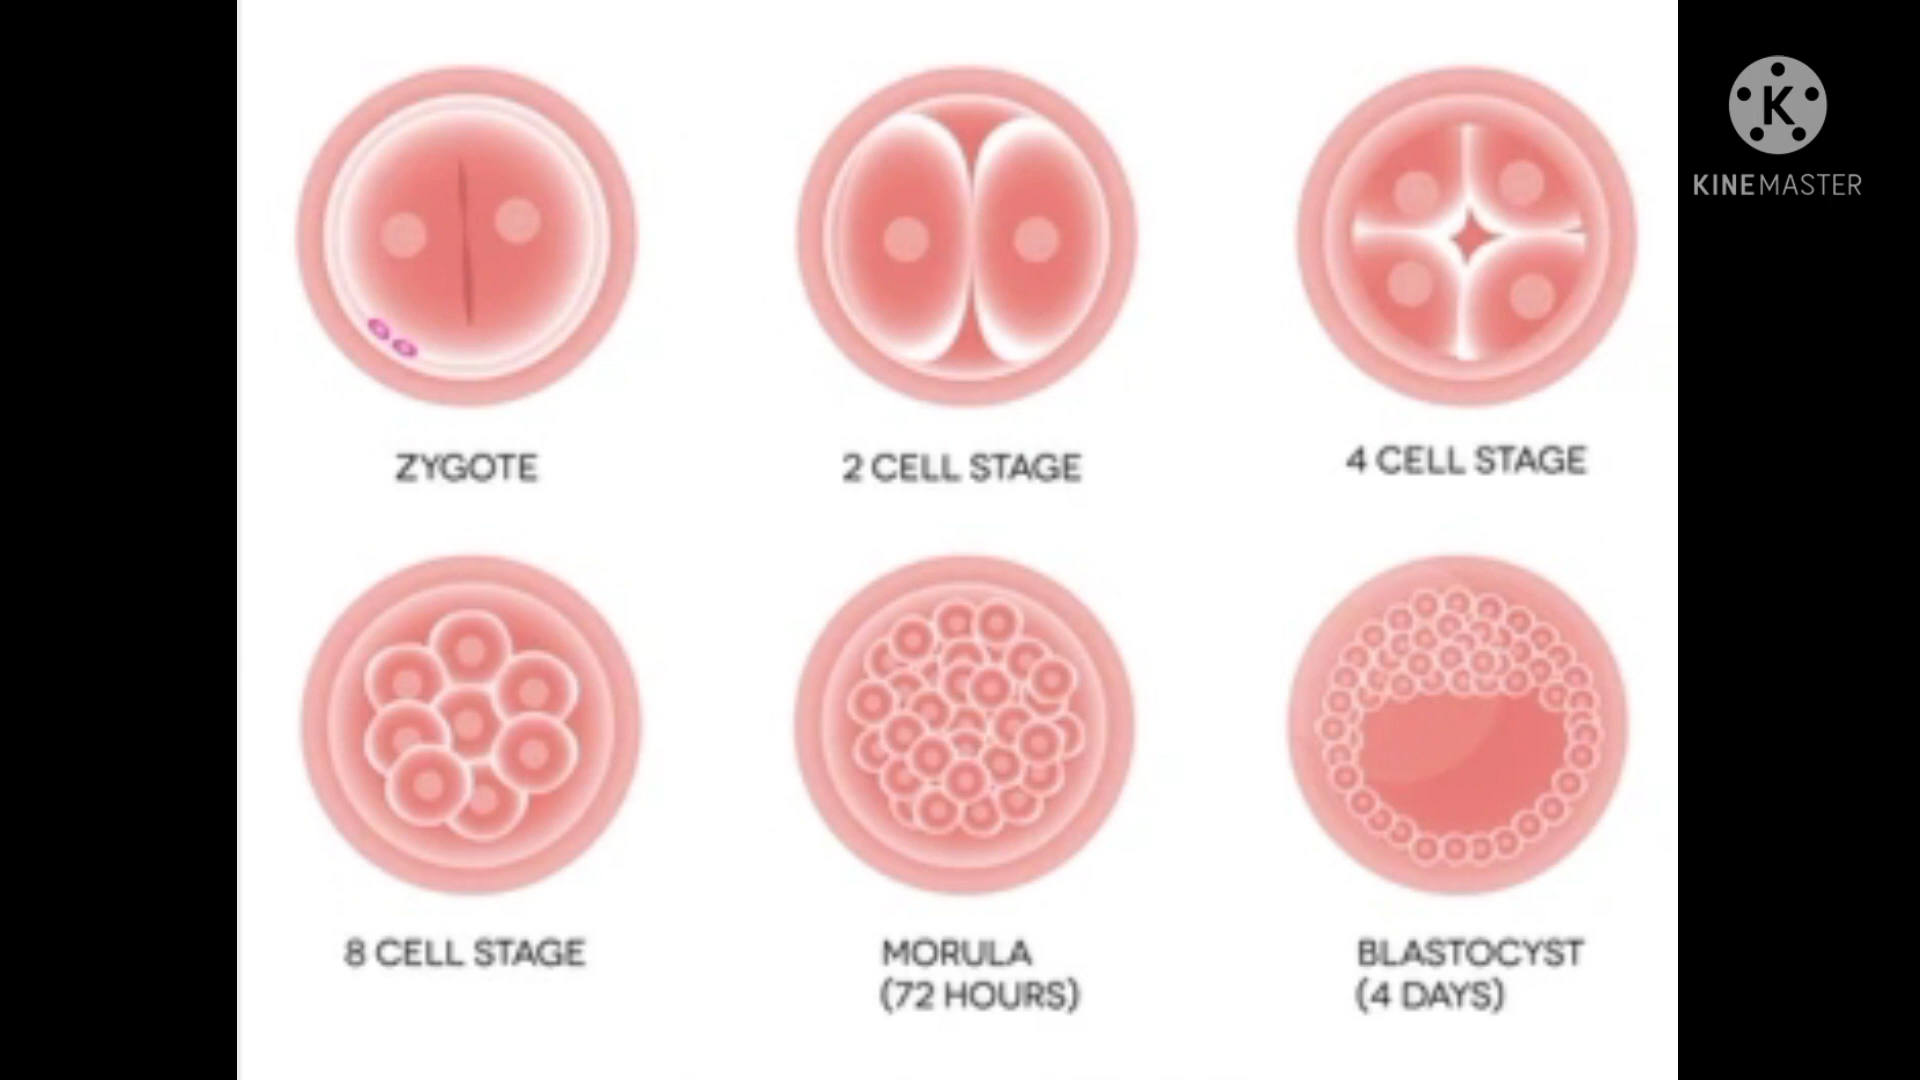 ZYGOTE
2 CELL STAGE
4 CELL STAGE
8 CELL STAGE
MORULA
(72 HOURS)
BLASTOCYST
(4 DAYS)
K
KINEMASTER